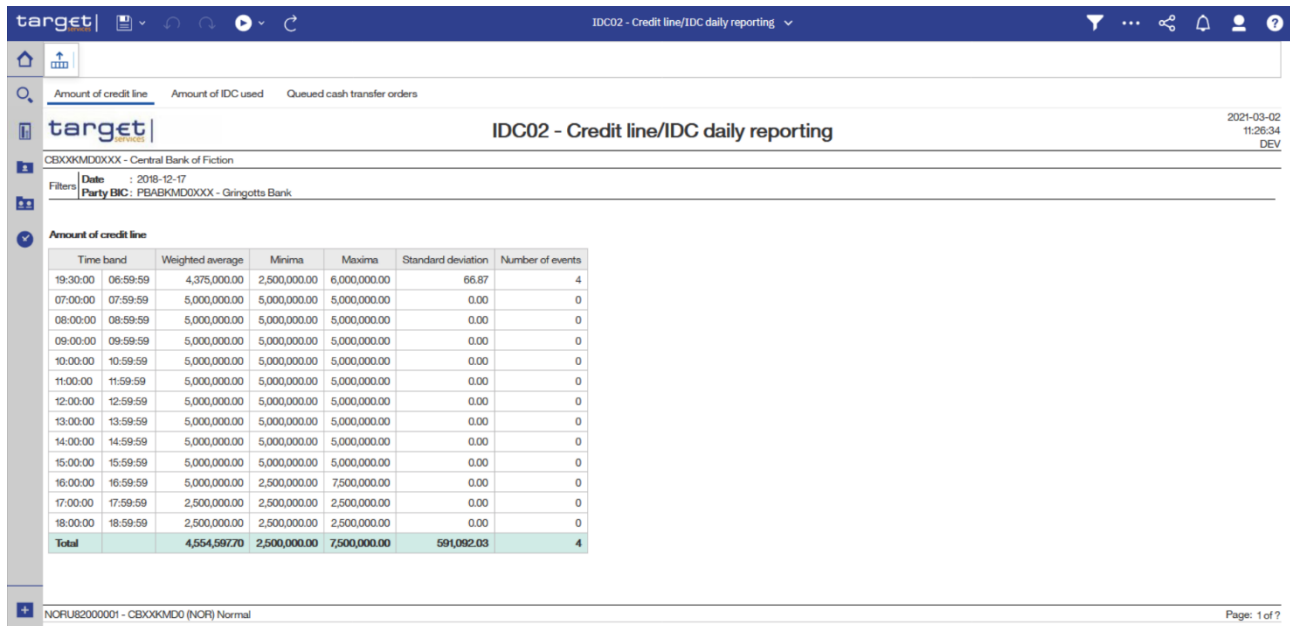 target| services IDC02 - Credit line/IDC daily reporting
Amount of credit line Amount of IDC used Queued cash transfer orders
target| services IDC02 - Credit line/IDC daily reporting 2021-03-02
11:26:34
DEV
CBXXKMD0XXX - Central Bank of Fiction
Filters Date : 2018-12-17
Party BIC : PBABKMD0XXX - Gringotts Bank
Amount of credit line
Time band Weighted average Minima Maxima Standard deviation Number of events
19:30:00 06:59:59 4,375,000.00 2,500,000.00 6,000,000.00 66.87 4
07:00:00 07:59:59 5,000,000.00 5,000,000.00 5,000,000.00 0.00 0
08:00:00 08:59:59 5,000,000.00 5,000,000.00 5,000,000.00 0.00 0
09:00:00 09:59:59 5,000,000.00 5,000,000.00 5,000,000.00 0.00 0
10:00:00 10:59:59 5,000,000.00 5,000,000.00 5,000,000.00 0.00 0
11:00:00 11:59:59 5,000,000.00 5,000,000.00 5,000,000.00 0.00 0
12:00:00 12:59:59 5,000,000.00 5,000,000.00 5,000,000.00 0.00 0
13:00:00 13:59:59 5,000,000.00 5,000,000.00 5,000,000.00 0.00 0
14:00:00 14:59:59 5,000,000.00 5,000,000.00 5,000,000.00 0.00 0
15:00:00 15:59:59 5,000,000.00 5,000,000.00 5,000,000.00 0.00 0
16:00:00 16:59:59 5,000,000.00 2,500,000.00 7,500,000.00 0.00 0
17:00:00 17:59:59 2,500,000.00 2,500,000.00 2,500,000.00 0.00 0
18:00:00 18:59:59 2,500,000.00 2,500,000.00 2,500,000.00 0.00 0
Total 4,554,597.70 2,500,000.00 7,500,000.00 591,092.03 4
NORU82000001 - CBXXKMD0 (NOR) Normal Page: 1 of ?